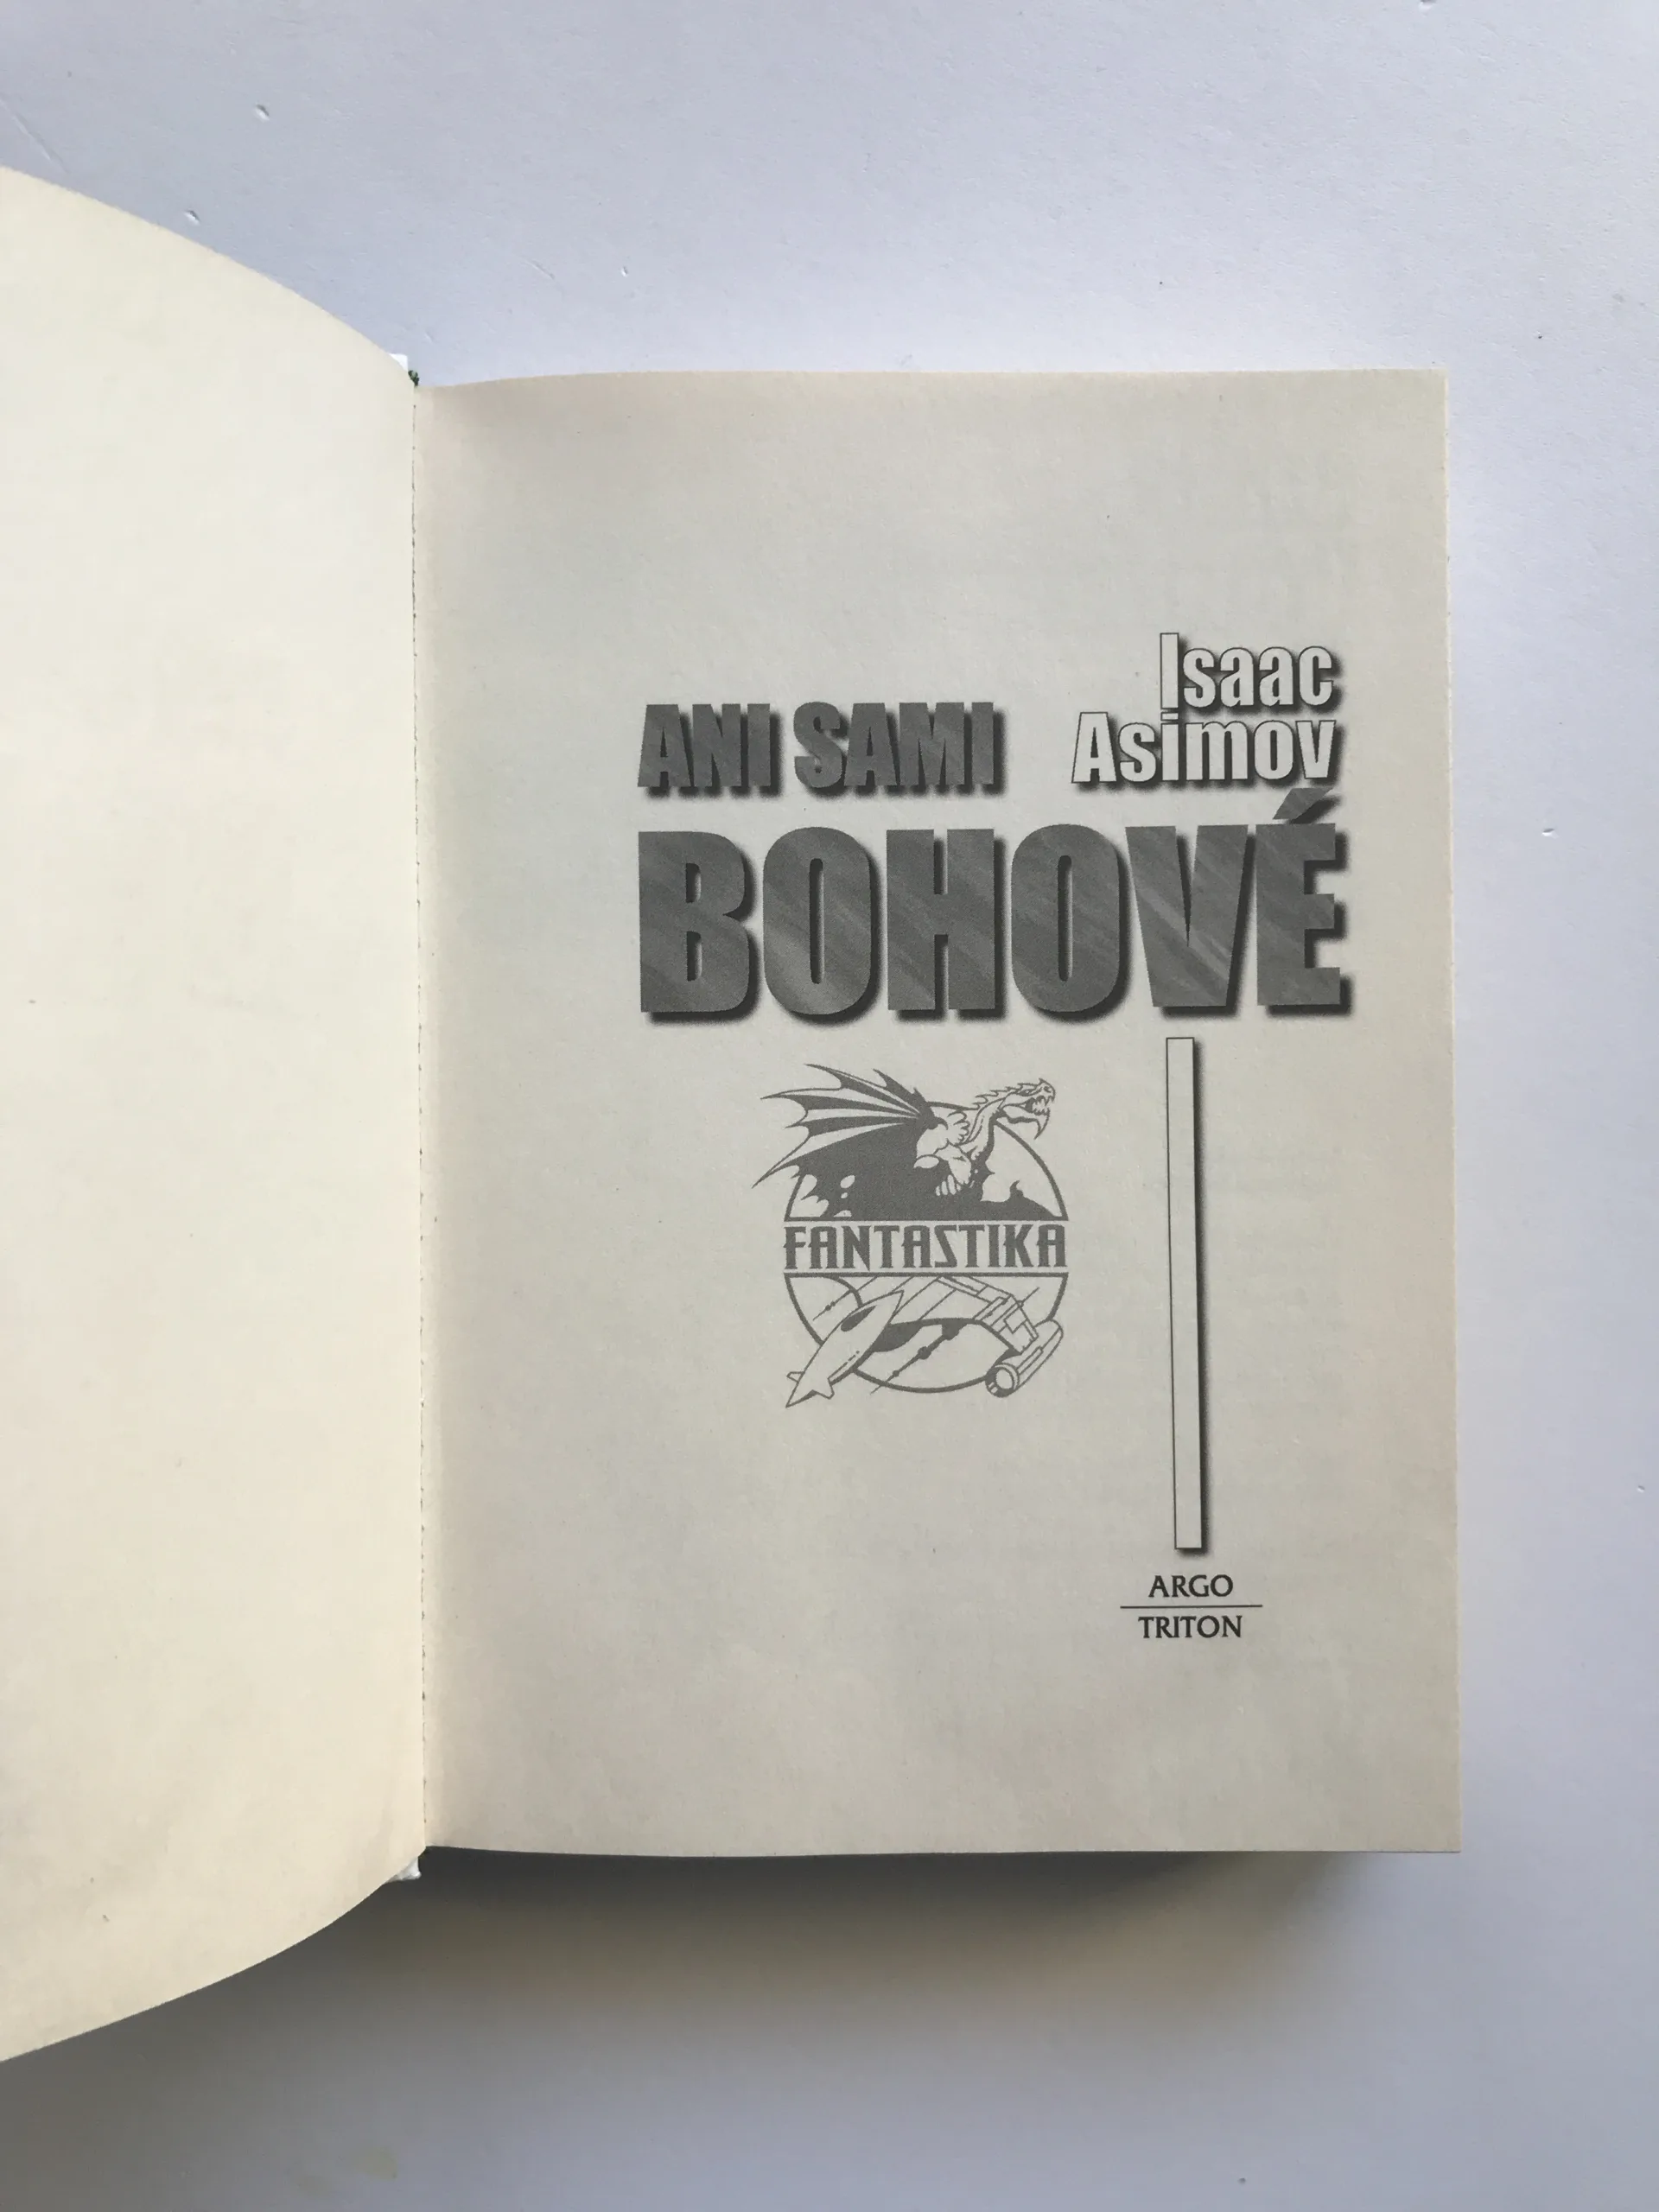 Isaac
Asimov
ANI SAMI
BOHOVÉ
FANTASTIKA
ARGO
TRITON